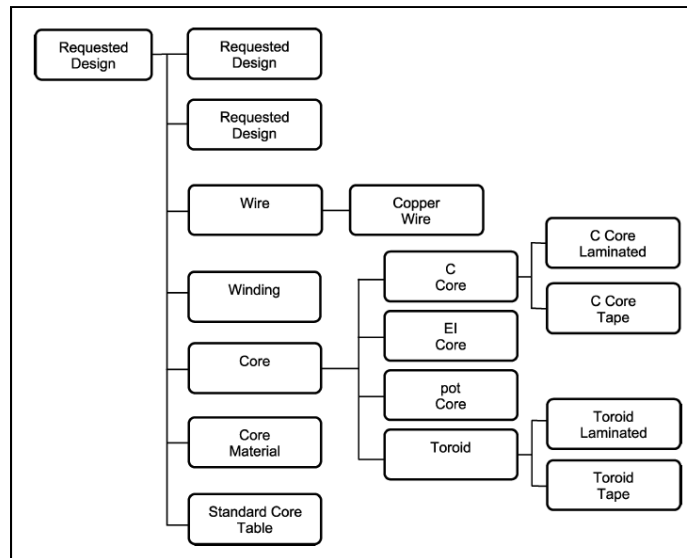 Requested
Design
Requested
Design
Requested
Design
Wire
Copper
Wire
Winding
Core
C
Core
C Core
Laminated
C Core
Tape
EI
Core
pot
Core
Toroid
Toroid
Laminated
Toroid
Tape
Core
Material
Standard Core
Table